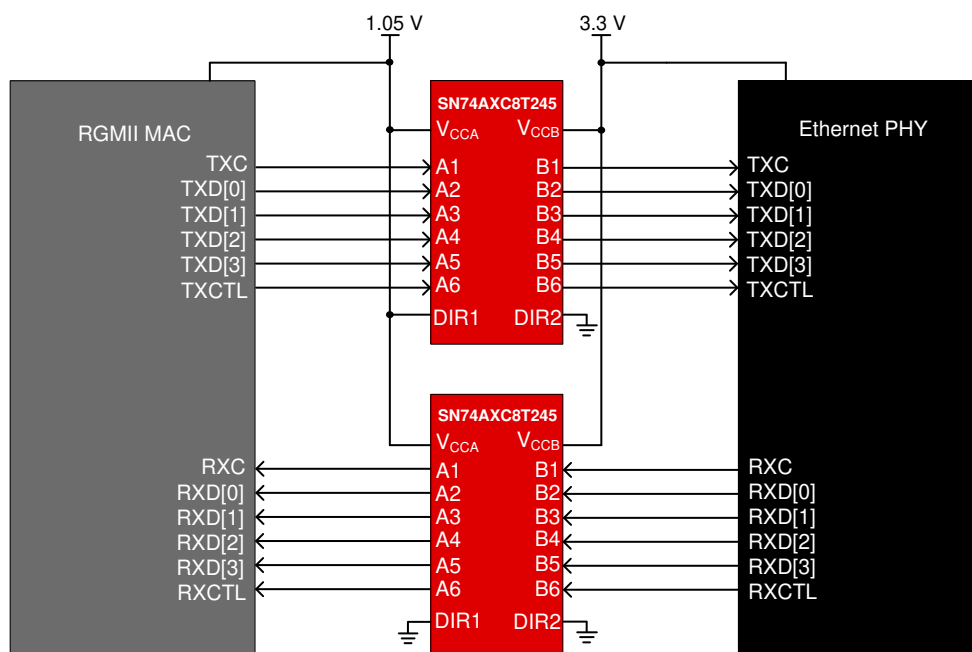 1.05 V
3.3 V
RGMII MAC
TXC
TXD[0]
TXD[1]
TXD[2]
TXD[3]
TXCTL
RXC
RXD[0]
RXD[1]
RXD[2]
RXD[3]
RXCTL
SN74AXC8T245
VCCA VCCB
A1 B1
A2 B2
A3 B3
A4 B4
A5 B5
A6 B6
DIR1 DIR2
SN74AXC8T245
VCCA VCCB
A1 B1
A2 B2
A3 B3
A4 B4
A5 B5
A6 B6
DIR1 DIR2
Ethernet PHY
TXC
TXD[0]
TXD[1]
TXD[2]
TXD[3]
TXCTL
RXC
RXD[0]
RXD[1]
RXD[2]
RXD[3]
RXCTL